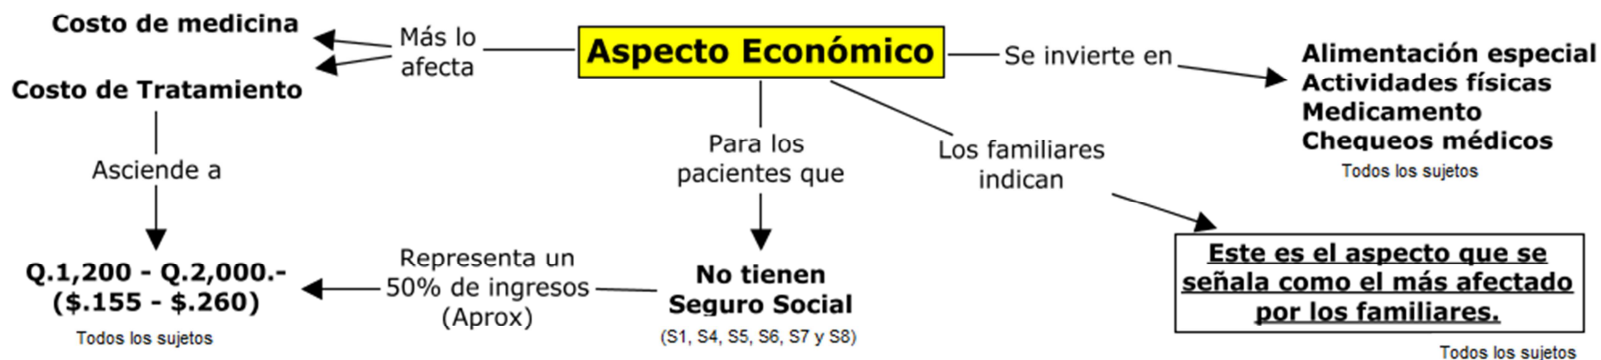 Aspecto Económico
Más lo
afecta
Costo de medicina
Costo de Tratamiento
Asciende a
Q.1,200 - Q.2,000.-
($.155 - $.260)
Todos los sujetos
Para los
pacientes que
No tienen
Seguro Social
(S1, S4, S5, S6, S7 y S8)
Representa un
50% de ingresos
(Aprox)
Los familiares
indican
Este es el aspecto que se
señala como el más afectado
por los familiares.
Todos los sujetos
Se invierte en
Alimentación especial
Actividades físicas
Medicamento
Chequeos médicos
Todos los sujetos